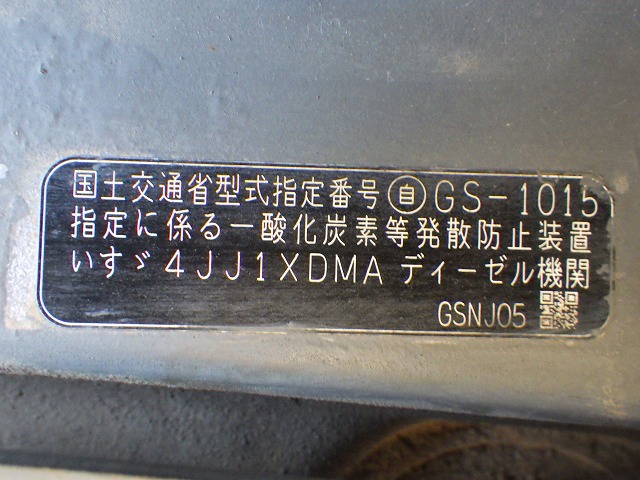 国土交通省型式指定番号 自 GS-1015
指定に係る一酸化炭素等発散防止装置
いすゞ 4JJ1XDMA ディーゼル機関
GSNJ05